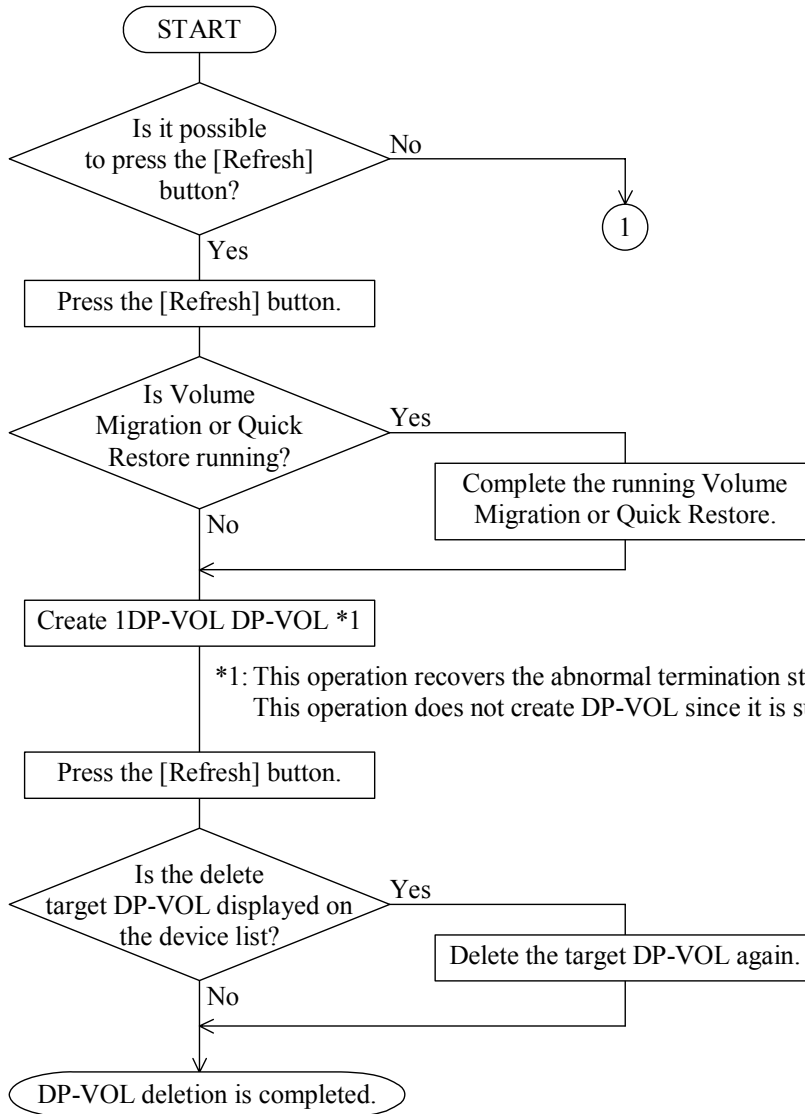 START
Is it possible
to press the [Refresh]
button?
No
1
Yes
Press the [Refresh] button.
Is Volume
Migration or Quick
Restore running?
Yes
Complete the running Volume
Migration or Quick Restore.
No
Create 1DP-VOL DP-VOL *1
*1: This operation recovers the abnormal termination
This operation does not create DP-VOL since it is
Press the [Refresh] button.
Is the delete
target DP-VOL displayed on
the device list?
Yes
Delete the target DP-VOL again.
No
DP-VOL deletion is completed.